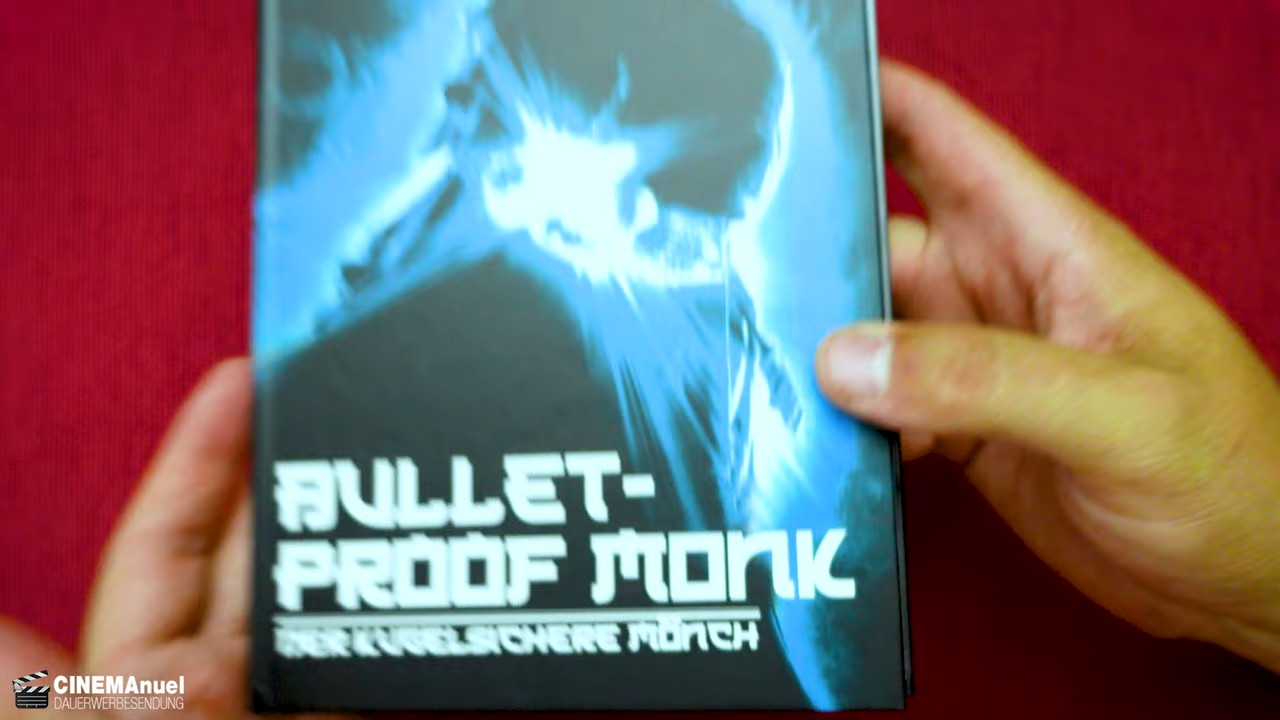 BULLET-
PROOF MONK
DER KUGELSICHERE MÖNCH
CINEMAnuel
DAUERWERBESENDUNG